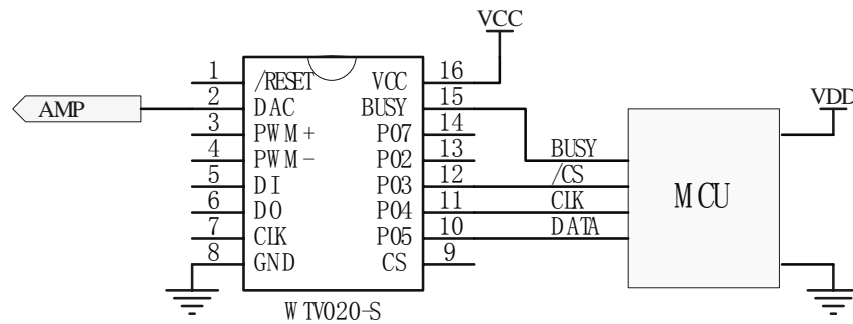 VCC
1 /RESET VCC 16
AMP 2 DAC BUSY 15 VDD
3 PWM+ P07 14
4 PWM- P02 13 BUSY
5 DI P03 12 /CS MCU
6 DO P04 11 CLK
7 CLK P05 10 DATA
8 GND CS 9
WTV020-S